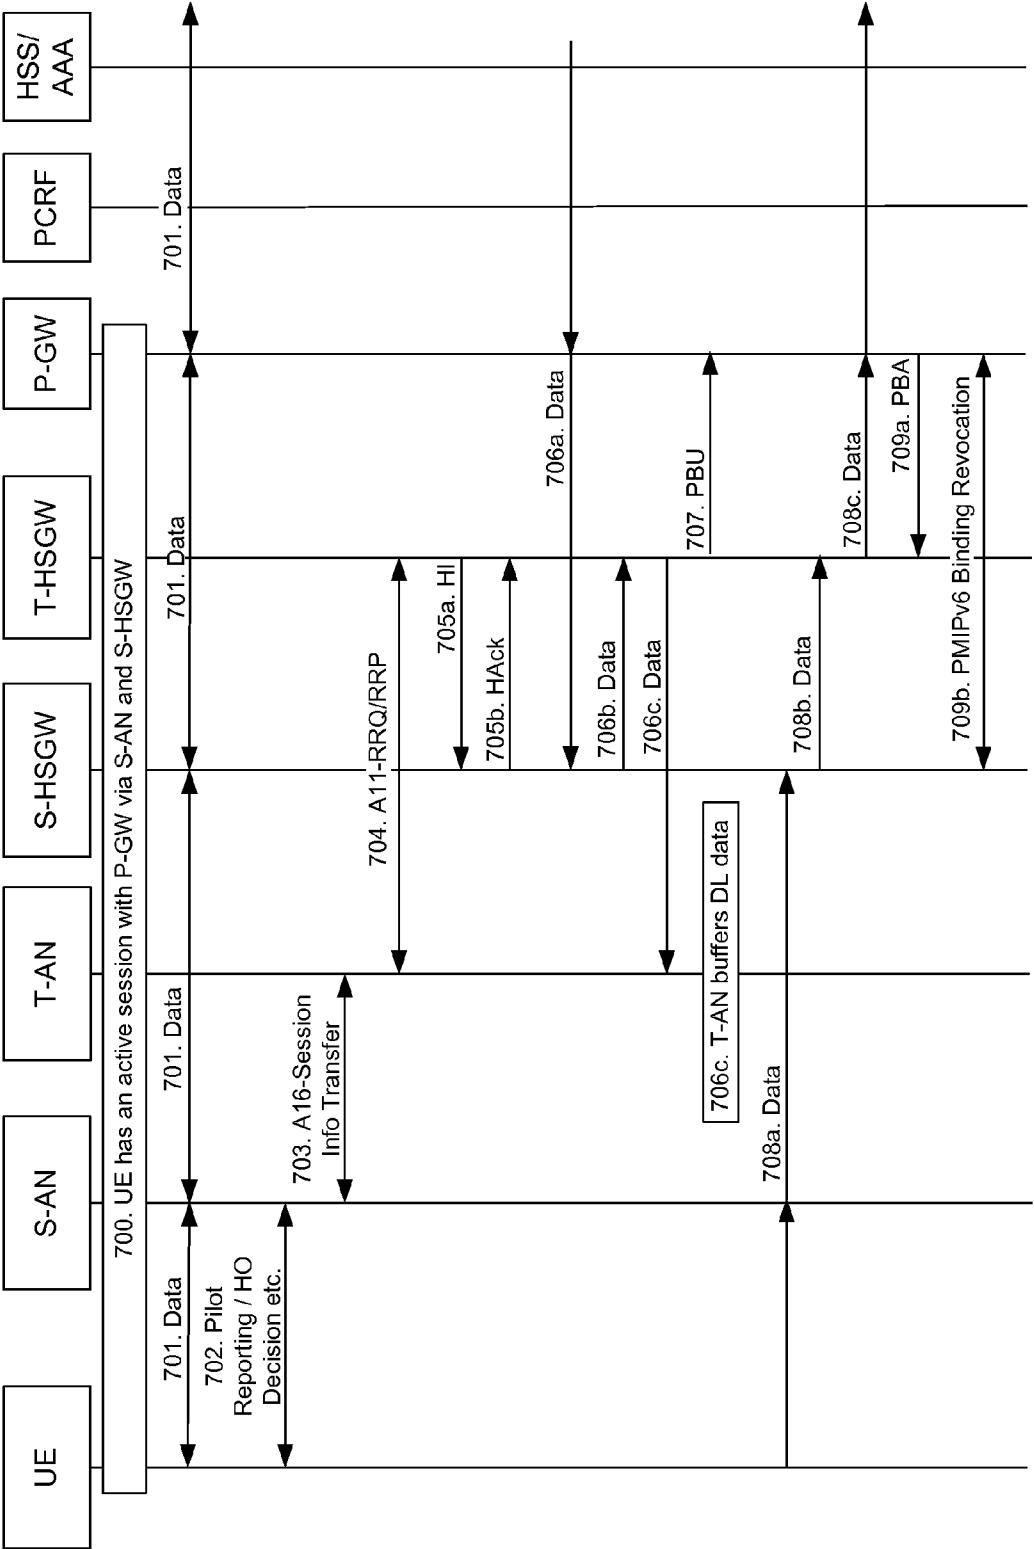 UE
S-AN
T-AN
S-HSGW
T-HSGW
P-GW
PCRF
HSS/
AAA
700. UE has an active session with P-GW via S-AN and S-HSGW
701. Data
701. Data
701. Data
701. Data
702. Pilot
Reporting / HO
Decision etc.
703. A16-Session
Info Transfer
704. A11-RRQ/RRP
705a. HI
705b. HAck
706a. Data
706b. Data
706c. Data
707. PBU
706c. T-AN buffers DL data
708a. Data
708b. Data
708c. Data
709a. PBA
709b. PMIPv6 Binding Revocation